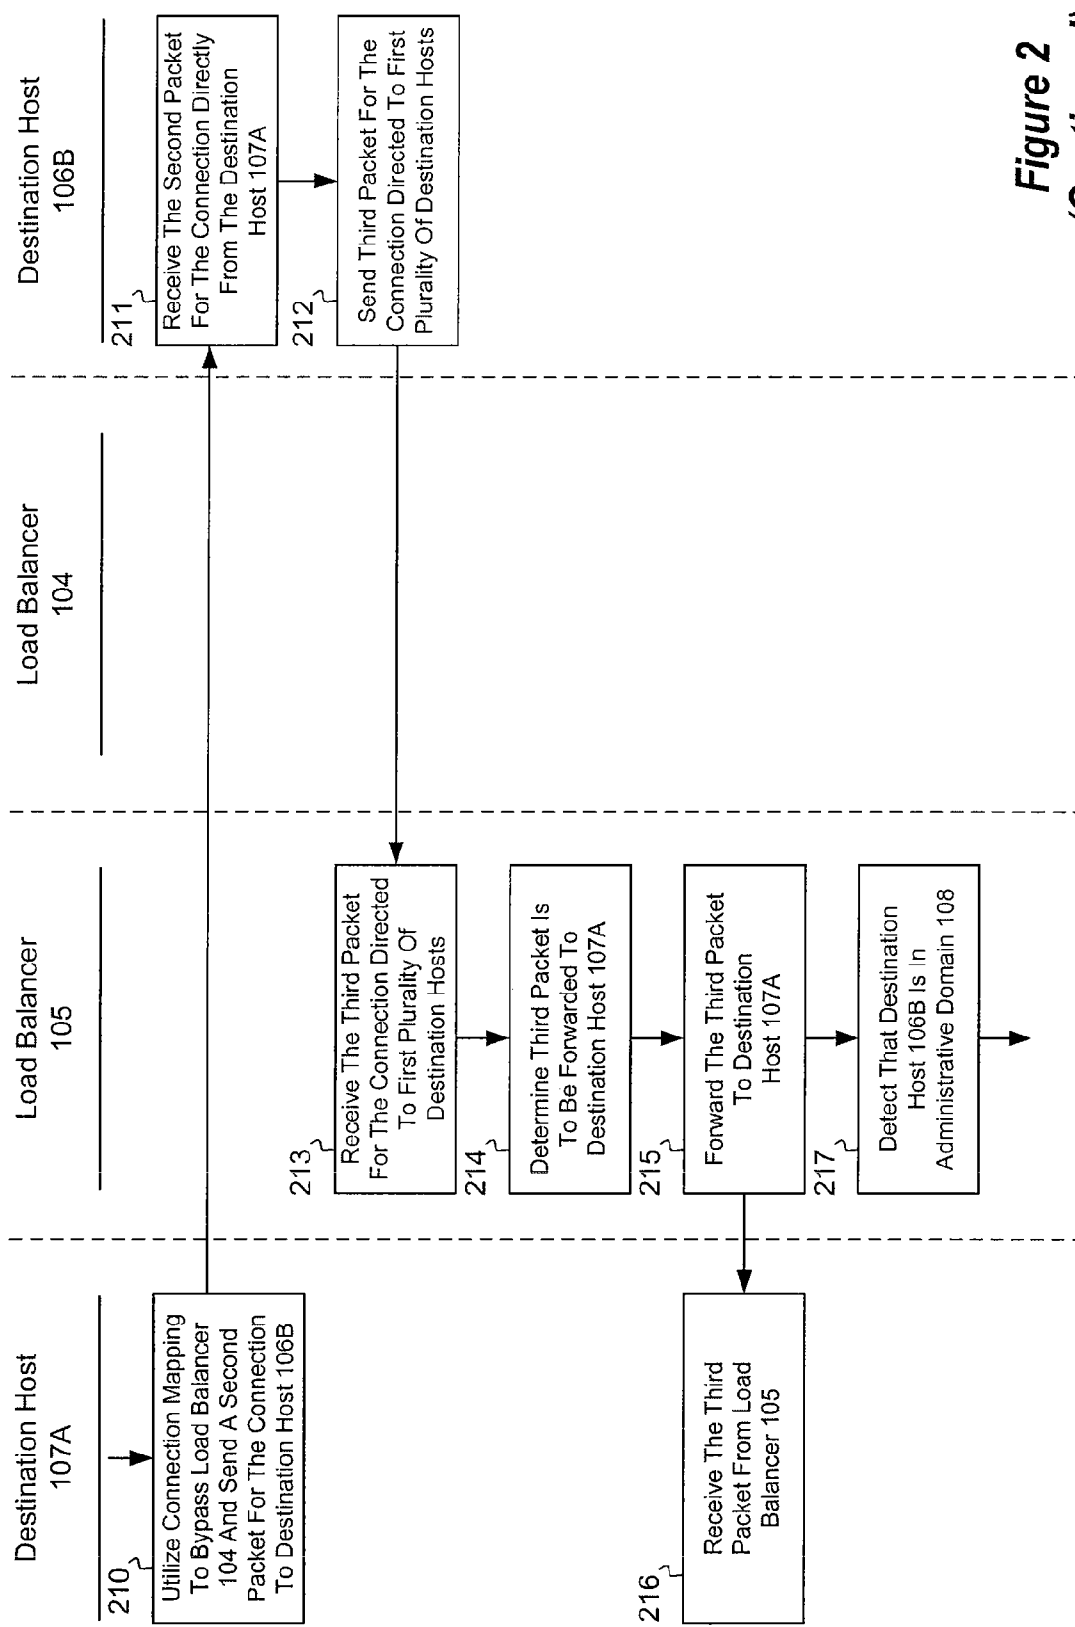 Destination Host
107A
Load Balancer
105
Load Balancer
104
Destination Host
106B
210
Utilize Connection Mapping
To Bypass Load Balancer
104 And Send A Second
Packet For The Connection
To Destination Host 106B
211
Receive The Second Packet
For The Connection Directly
From The Destination
Host 107A
212
Send Third Packet For The
Connection Directed To First
Plurality Of Destination Hosts
213
Receive The Third Packet
For The Connection Directed
To First Plurality Of
Destination Hosts
214
Determine Third Packet Is
To Be Forwarded To
Destination Host 107A
215
Forward The Third Packet
To Destination
Host 107A
216
Receive The Third
Packet From Load
Balancer 105
217
Detect That Destination
Host 106B Is In
Administrative Domain 108
Figure 2